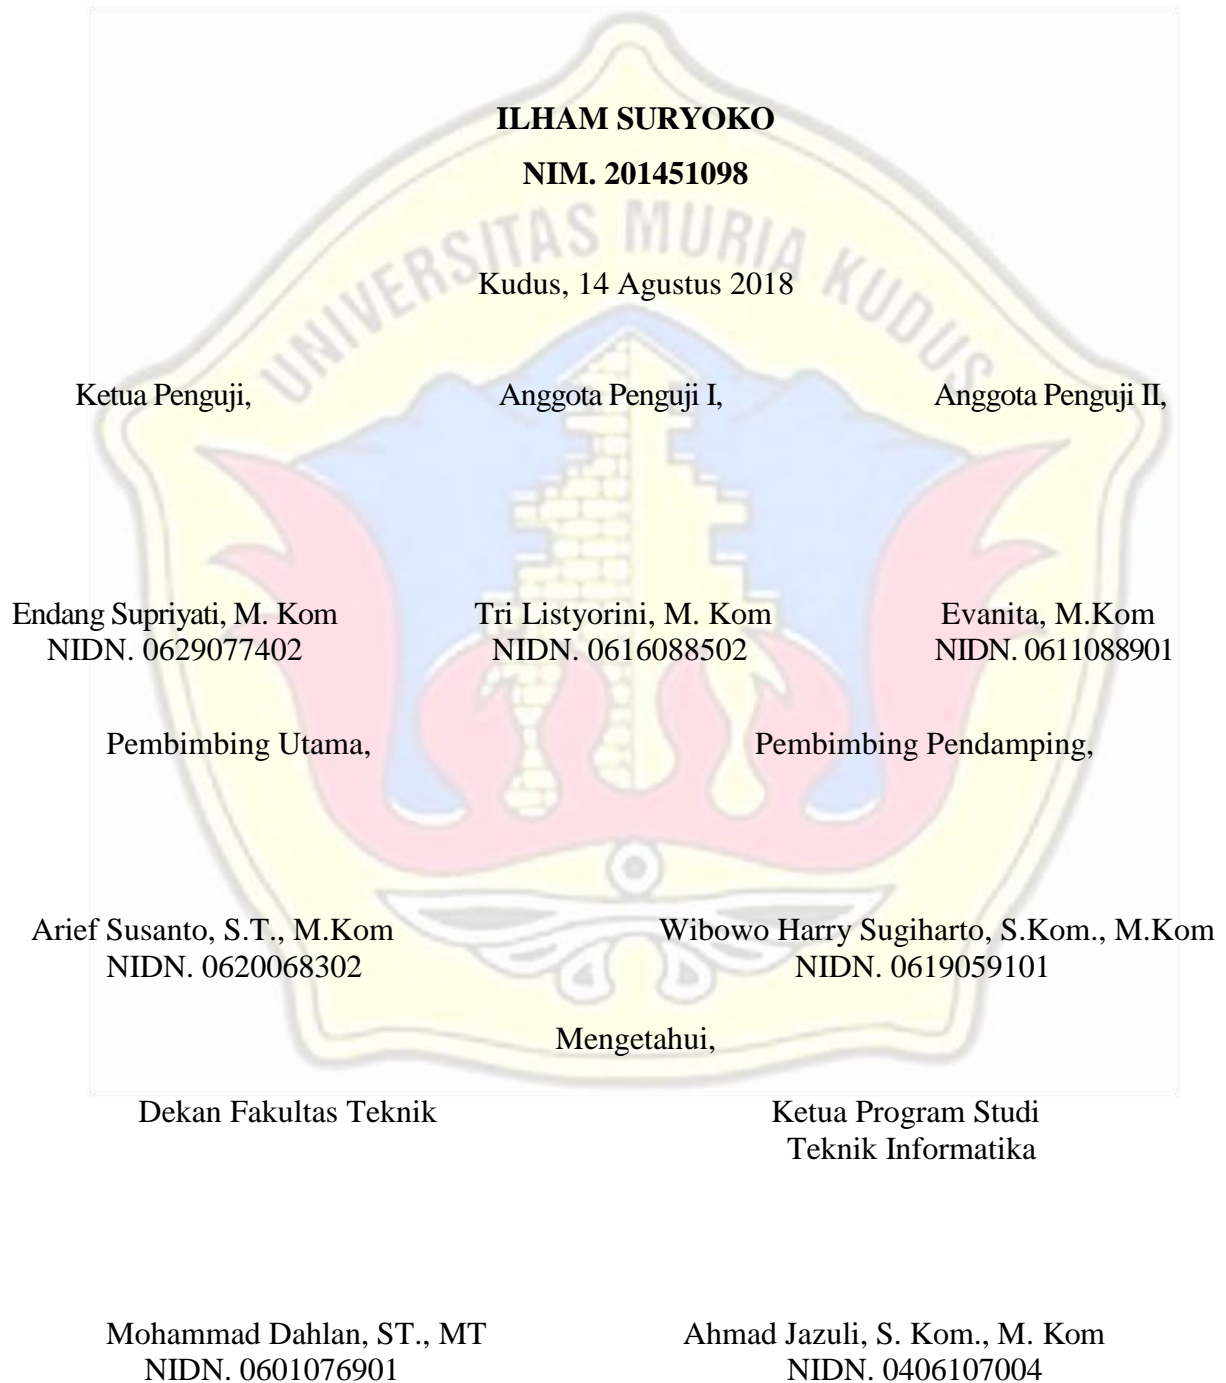 ILHAM SURYOKO
NIM. 201451098
UNIVERSITAS MURIA KUDUS
Kudus, 14 Agustus 2018
Ketua Penguji, Anggota Penguji I, Anggota Penguji II,
Endang Supriyati, M. Kom Tri Listyorini, M. Kom Evanita, M.Kom
NIDN. 0629077402 NIDN. 0616088502 NIDN. 0611088901
Pembimbing Utama, Pembimbing Pendamping,
Arief Susanto, S.T., M.Kom Wibowo Harry Sugiharto, S.Kom., M.Kom
NIDN. 0620068302 NIDN. 0619059101
Mengetahui,
Dekan Fakultas Teknik Ketua Program Studi
Teknik Informatika
Mohammad Dahlan, ST., MT Ahmad Jazuli, S. Kom., M. Kom
NIDN. 0601076901 NIDN. 0406107004